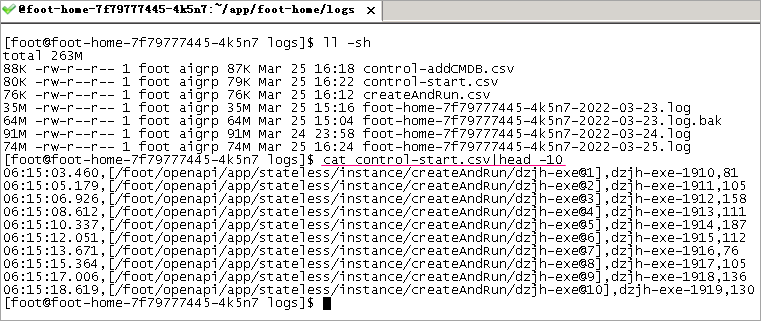 @foot-home-7f79777445-4k5n7:~/app/foot-home/logs
[foot@foot-home-7f79777445-4k5n7 logs]$ ll -sh
total 263M
88K -rw-r--r-- 1 foot aigrp 87K Mar 25 16:18 control-addCMDB.csv
80K -rw-r--r-- 1 foot aigrp 79K Mar 25 16:22 control-start.csv
76K -rw-r--r-- 1 foot aigrp 76K Mar 25 16:12 createAndRun.csv
35M -rw-r--r-- 1 foot aigrp 35M Mar 25 15:16 foot-home-7f79777445-4k5n7-2022-03-23.log
64M -rw-r--r-- 1 foot aigrp 64M Mar 25 15:04 foot-home-7f79777445-4k5n7-2022-03-23.log.bak
91M -rw-r--r-- 1 foot aigrp 91M Mar 24 23:58 foot-home-7f79777445-4k5n7-2022-03-24.log
74M -rw-r--r-- 1 foot aigrp 74M Mar 25 16:24 foot-home-7f79777445-4k5n7-2022-03-25.log
[foot@foot-home-7f79777445-4k5n7 logs]$ cat control-start.csv|head -10
06:15:03.460,[/foot/openapi/app/stateless/instance/createAndRun/dzjh-exe@1],dzjh-exe-1910,81
06:15:05.179,[/foot/openapi/app/stateless/instance/createAndRun/dzjh-exe@2],dzjh-exe-1911,105
06:15:06.926,[/foot/openapi/app/stateless/instance/createAndRun/dzjh-exe@3],dzjh-exe-1912,158
06:15:08.612,[/foot/openapi/app/stateless/instance/createAndRun/dzjh-exe@4],dzjh-exe-1913,111
06:15:10.337,[/foot/openapi/app/stateless/instance/createAndRun/dzjh-exe@5],dzjh-exe-1914,187
06:15:12.051,[/foot/openapi/app/stateless/instance/createAndRun/dzjh-exe@6],dzjh-exe-1915,112
06:15:13.671,[/foot/openapi/app/stateless/instance/createAndRun/dzjh-exe@7],dzjh-exe-1916,76
06:15:15.364,[/foot/openapi/app/stateless/instance/createAndRun/dzjh-exe@8],dzjh-exe-1917,105
06:15:17.006,[/foot/openapi/app/stateless/instance/createAndRun/dzjh-exe@9],dzjh-exe-1918,136
06:15:18.619,[/foot/openapi/app/stateless/instance/createAndRun/dzjh-exe@10],dzjh-exe-1919,130
[foot@foot-home-7f79777445-4k5n7 logs]$